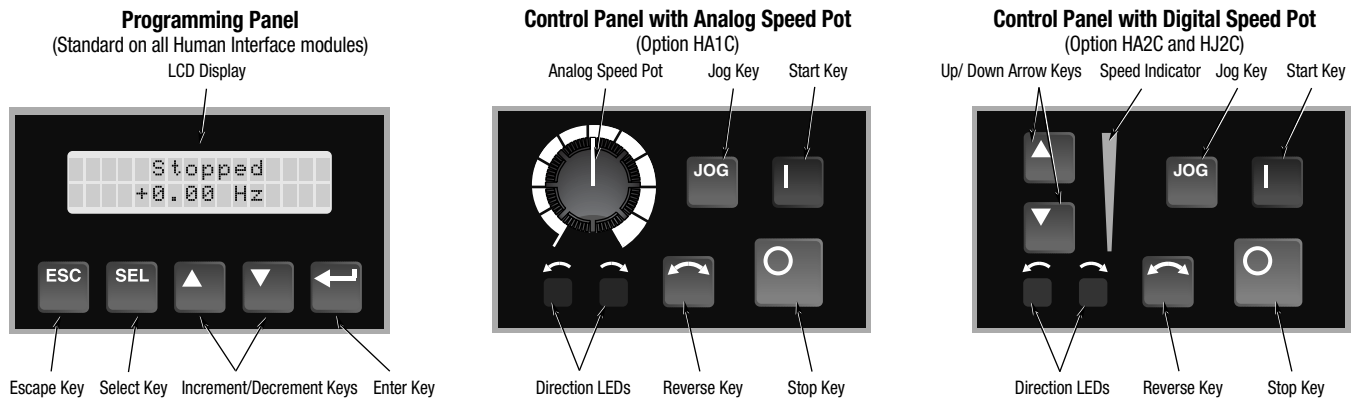 Programming Panel
(Standard on all Human Interface modules)
LCD Display
Stopped
+0.00 Hz
ESC SEL
Escape Key Select Key Increment/Decrement Keys Enter Key
Control Panel with Analog Speed Pot
(Option HA1C)
Analog Speed Pot Jog Key Start Key
JOG
Direction LEDs Reverse Key Stop Key
Control Panel with Digital Speed Pot
(Option HA2C and HJ2C)
Up/ Down Arrow Keys Speed Indicator Jog Key Start Key
JOG
Direction LEDs Reverse Key Stop Key